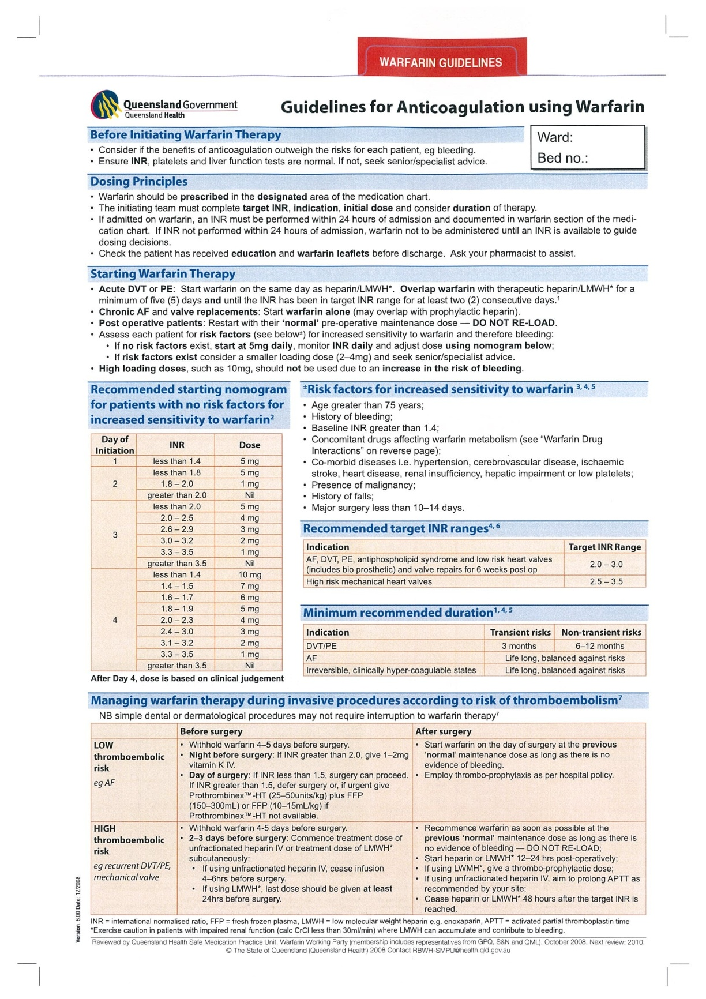 WARFARIN GUIDELINES
Queensland Government
Queensland Health
Guidelines for Anticoagulation using Warfarin
Before Initiating Warfarin Therapy
• Consider if the benefits of anticoagulation outweigh the risks for each patient, eg bleeding.
• Ensure INR, platelets and liver function tests are normal. If not, seek senior/specialist advice.
Ward:
Bed no.:
Dosing Principles
• Warfarin should be prescribed in the designated area of the medication chart.
• The initiating team must complete target INR, indication, initial dose and consider duration of therapy.
• If admitted on warfarin, an INR must be performed within 24 hours of admission and documented in warfarin section of the medi-
cation chart. If INR not performed within 24 hours of admission, warfarin not to be administered until an INR is available to guide
dosing decisions.
• Check the patient has received education and warfarin leaflets before discharge. Ask your pharmacist to assist.
Starting Warfarin Therapy
• Acute DVT or PE: Start warfarin on the same day as heparin/LMWH*. Overlap warfarin with therapeutic heparin/LMWH* for a
minimum of five (5) days and until the INR has been in target INR range for at least two (2) consecutive days.¹
• Chronic AF and valve replacements: Start warfarin alone (may overlap with prophylactic heparin).
• Post operative patients: Restart with their 'normal' pre-operative maintenance dose — DO NOT RE-LOAD.
• Assess each patient for risk factors (see below±) for increased sensitivity to warfarin and therefore bleeding:
• If no risk factors exist, start at 5mg daily, monitor INR daily and adjust dose using nomogram below;
• If risk factors exist consider a smaller loading dose (2–4mg) and seek senior/specialist advice.
• High loading doses, such as 10mg, should not be used due to an increase in the risk of bleeding.
Recommended starting nomogram
for patients with no risk factors for
increased sensitivity to warfarin²
Day of Initiation INR Dose
1 less than 1.4 5 mg
2 less than 1.8 5 mg
1.8 – 2.0 1 mg
greater than 2.0 Nil
3 less than 2.0 5 mg
2.0 – 2.5 4 mg
2.6 – 2.9 3 mg
3.0 – 3.2 2 mg
3.3 – 3.5 1 mg
greater than 3.5 Nil
4 less than 1.4 10 mg
1.4 – 1.5 7 mg
1.6 – 1.7 6 mg
1.8 – 1.9 5 mg
2.0 – 2.3 4 mg
2.4 – 3.0 3 mg
3.1 – 3.2 2 mg
3.3 – 3.5 1 mg
greater than 3.5 Nil
After Day 4, dose is based on clinical judgement
±Risk factors for increased sensitivity to warfarin 3, 4, 5
• Age greater than 75 years;
• History of bleeding;
• Baseline INR greater than 1.4;
• Concomitant drugs affecting warfarin metabolism (see "Warfarin Drug
Interactions" on reverse page);
• Co-morbid diseases i.e. hypertension, cerebrovascular disease, ischaemic
stroke, heart disease, renal insufficiency, hepatic impairment or low platelets;
• Presence of malignancy;
• History of falls;
• Major surgery less than 10–14 days.
Recommended target INR ranges4, 6
Indication Target INR Range
AF, DVT, PE, antiphospholipid syndrome and low risk heart valves
(includes bio prosthetic) and valve repairs for 6 weeks post op 2.0 – 3.0
High risk mechanical heart valves 2.5 – 3.5
Minimum recommended duration1, 4, 5
Indication Transient risks Non-transient risks
DVT/PE 3 months 6–12 months
AF Life long, balanced against risks
Irreversible, clinically hyper-coagulable states Life long, balanced against risks
Managing warfarin therapy during invasive procedures according to risk of thromboembolism⁷
NB simple dental or dermatological procedures may not require interruption to warfarin therapy⁷
Before surgery After surgery
LOW
thromboembolic
risk
eg AF
• Withhold warfarin 4–5 days before surgery.
• Night before surgery: If INR greater than 2.0, give 1–2mg
vitamin K IV.
• Day of surgery: If INR less than 1.5, surgery can proceed.
If INR greater than 1.5, defer surgery or, if urgent give
Prothrombinex™-HT (25–50units/kg) plus FFP
(150–300mL) or FFP (10–15mL/kg) if
Prothrombinex™-HT not available.
• Start warfarin on the day of surgery at the previous
'normal' maintenance dose as long as there is no
evidence of bleeding.
• Employ thrombo-prophylaxis as per hospital policy.
HIGH
thromboembolic
risk
eg recurrent DVT/PE,
mechanical valve
• Withhold warfarin 4-5 days before surgery.
• 2–3 days before surgery: Commence treatment dose of
unfractionated heparin IV or treatment dose of LMWH*
subcutaneously:
• If using unfractionated heparin IV, cease infusion
4–6hrs before surgery.
• If using LMWH*, last dose should be given at least
24hrs before surgery.
• Recommence warfarin as soon as possible at the
previous 'normal' maintenance dose as long as there is
no evidence of bleeding — DO NOT RE-LOAD;
• Start heparin or LMWH* 12–24 hrs post-operatively;
• If using LWMH*, give a thrombo-prophylactic dose;
• If using unfractionated heparin IV, aim to prolong APTT as
recommended by your site;
• Cease heparin or LMWH* 48 hours after the target INR is
reached.
INR = international normalised ratio, FFP = fresh frozen plasma, LMWH = low molecular weight heparin e.g. enoxaparin, APTT = activated partial thromboplastin time
*Exercise caution in patients with impaired renal function (calc CrCl less than 30ml/min) where LMWH can accumulate and contribute to bleeding.
Reviewed by Queensland Health Safe Medication Practice Unit, Warfarin Working Party (membership includes representatives from GPQ, S&N and QML), October 2008, Next review: 2010.
© The State of Queensland (Queensland Health) 2008 Contact RBWH-SMPU@health.qld.gov.au
Version: 6.00 Date: 12/2008